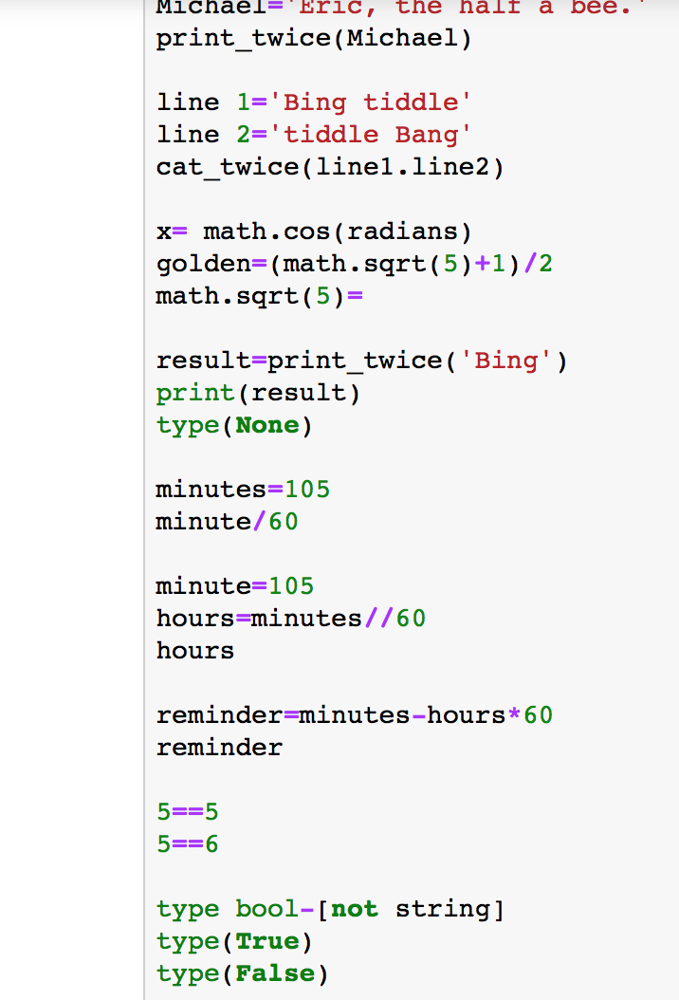 Michael='Eric, the half a bee.'
print_twice(Michael)
line 1='Bing tiddle'
line 2='tiddle Bang'
cat_twice(line1.line2)
x= math.cos(radians)
golden=(math.sqrt(5)+1)/2
math.sqrt(5)=
result=print_twice('Bing')
print(result)
type(None)
minutes=105
minute/60
minute=105
hours=minutes//60
hours
reminder=minutes-hours*60
reminder
5==5
5==6
type bool-[not string]
type(True)
type(False)